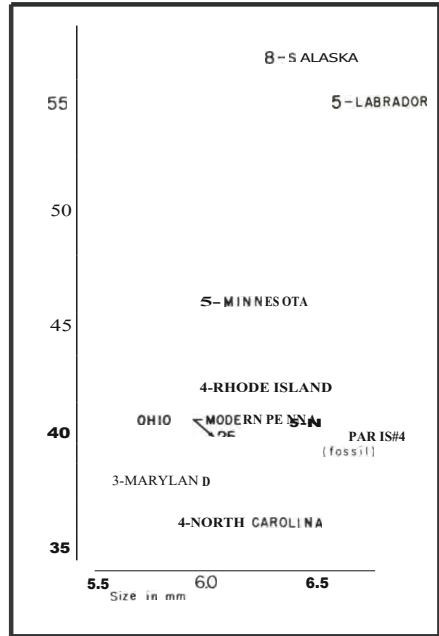 8-S ALASKA
55
5-LABRADOR
50
5-MINNESOTA
45
4-RHODE ISLAND
OHIO
MODERN PENNA
5-N
40
PARIS#4
(fossil)
3-MARYLAND
4-NORTH CAROLINA
35
5.5 6.0 6.5
Size in mm